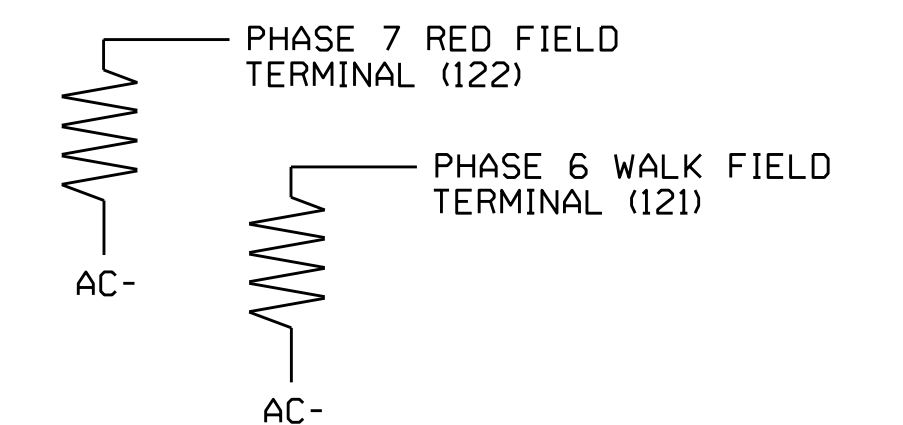 PHASE 7 RED FIELD
TERMINAL (122)
PHASE 6 WALK FIELD
TERMINAL (121)
AC-
AC-